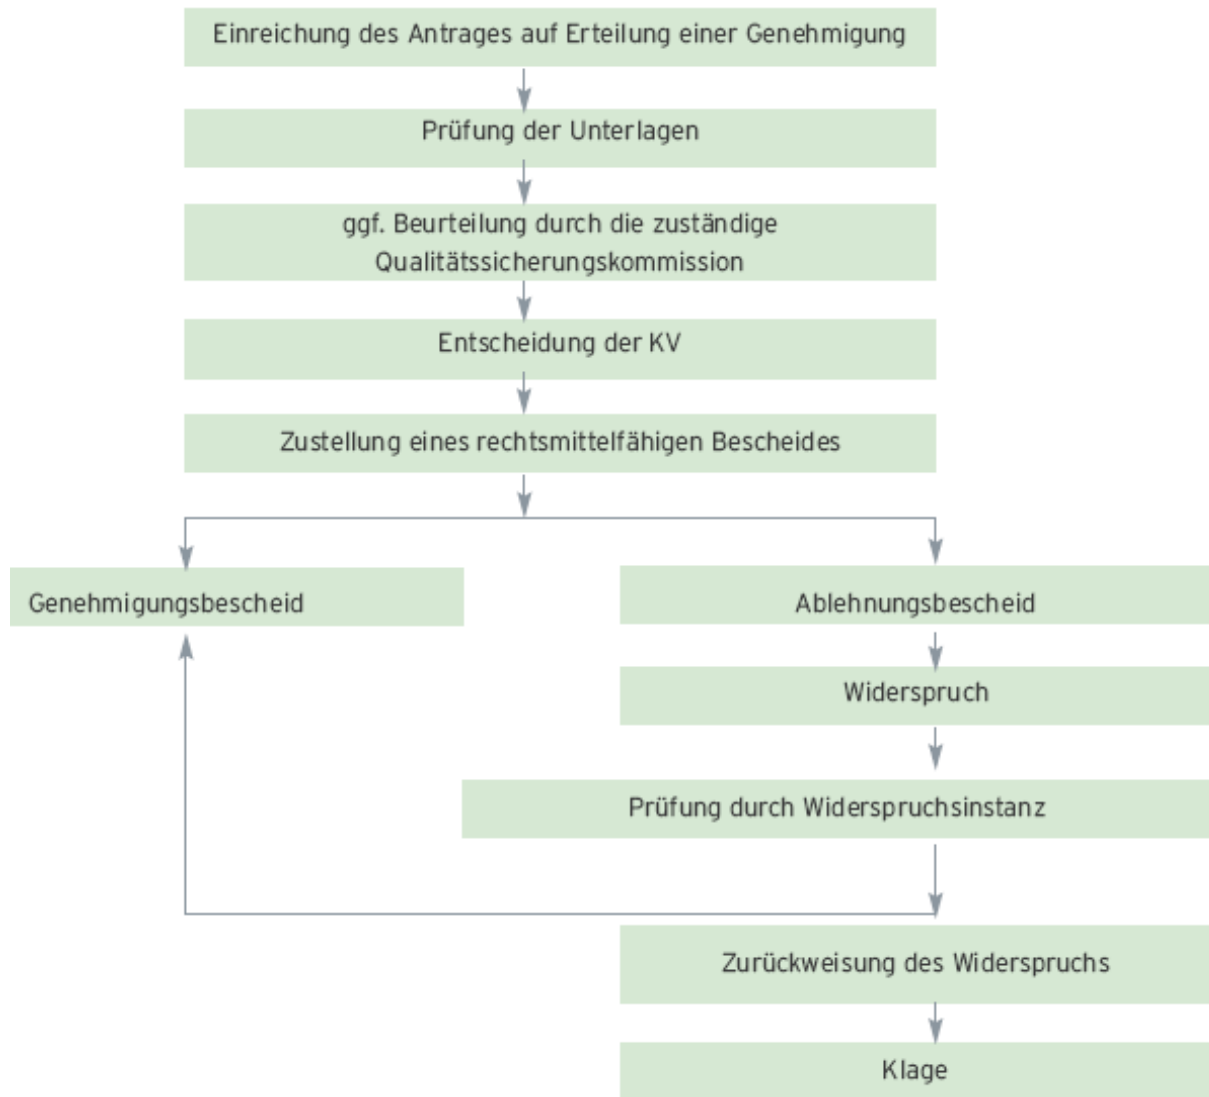 Einreichung des Antrages auf Erteilung einer Genehmigung
Prüfung der Unterlagen
ggf. Beurteilung durch die zuständige
Qualitätssicherungskommission
Entscheidung der KV
Zustellung eines rechtsmittelfähigen Bescheides
Genehmigungsbescheid
Ablehnungsbescheid
Widerspruch
Prüfung durch Widerspruchsinstanz
Zurückweisung des Widerspruchs
Klage